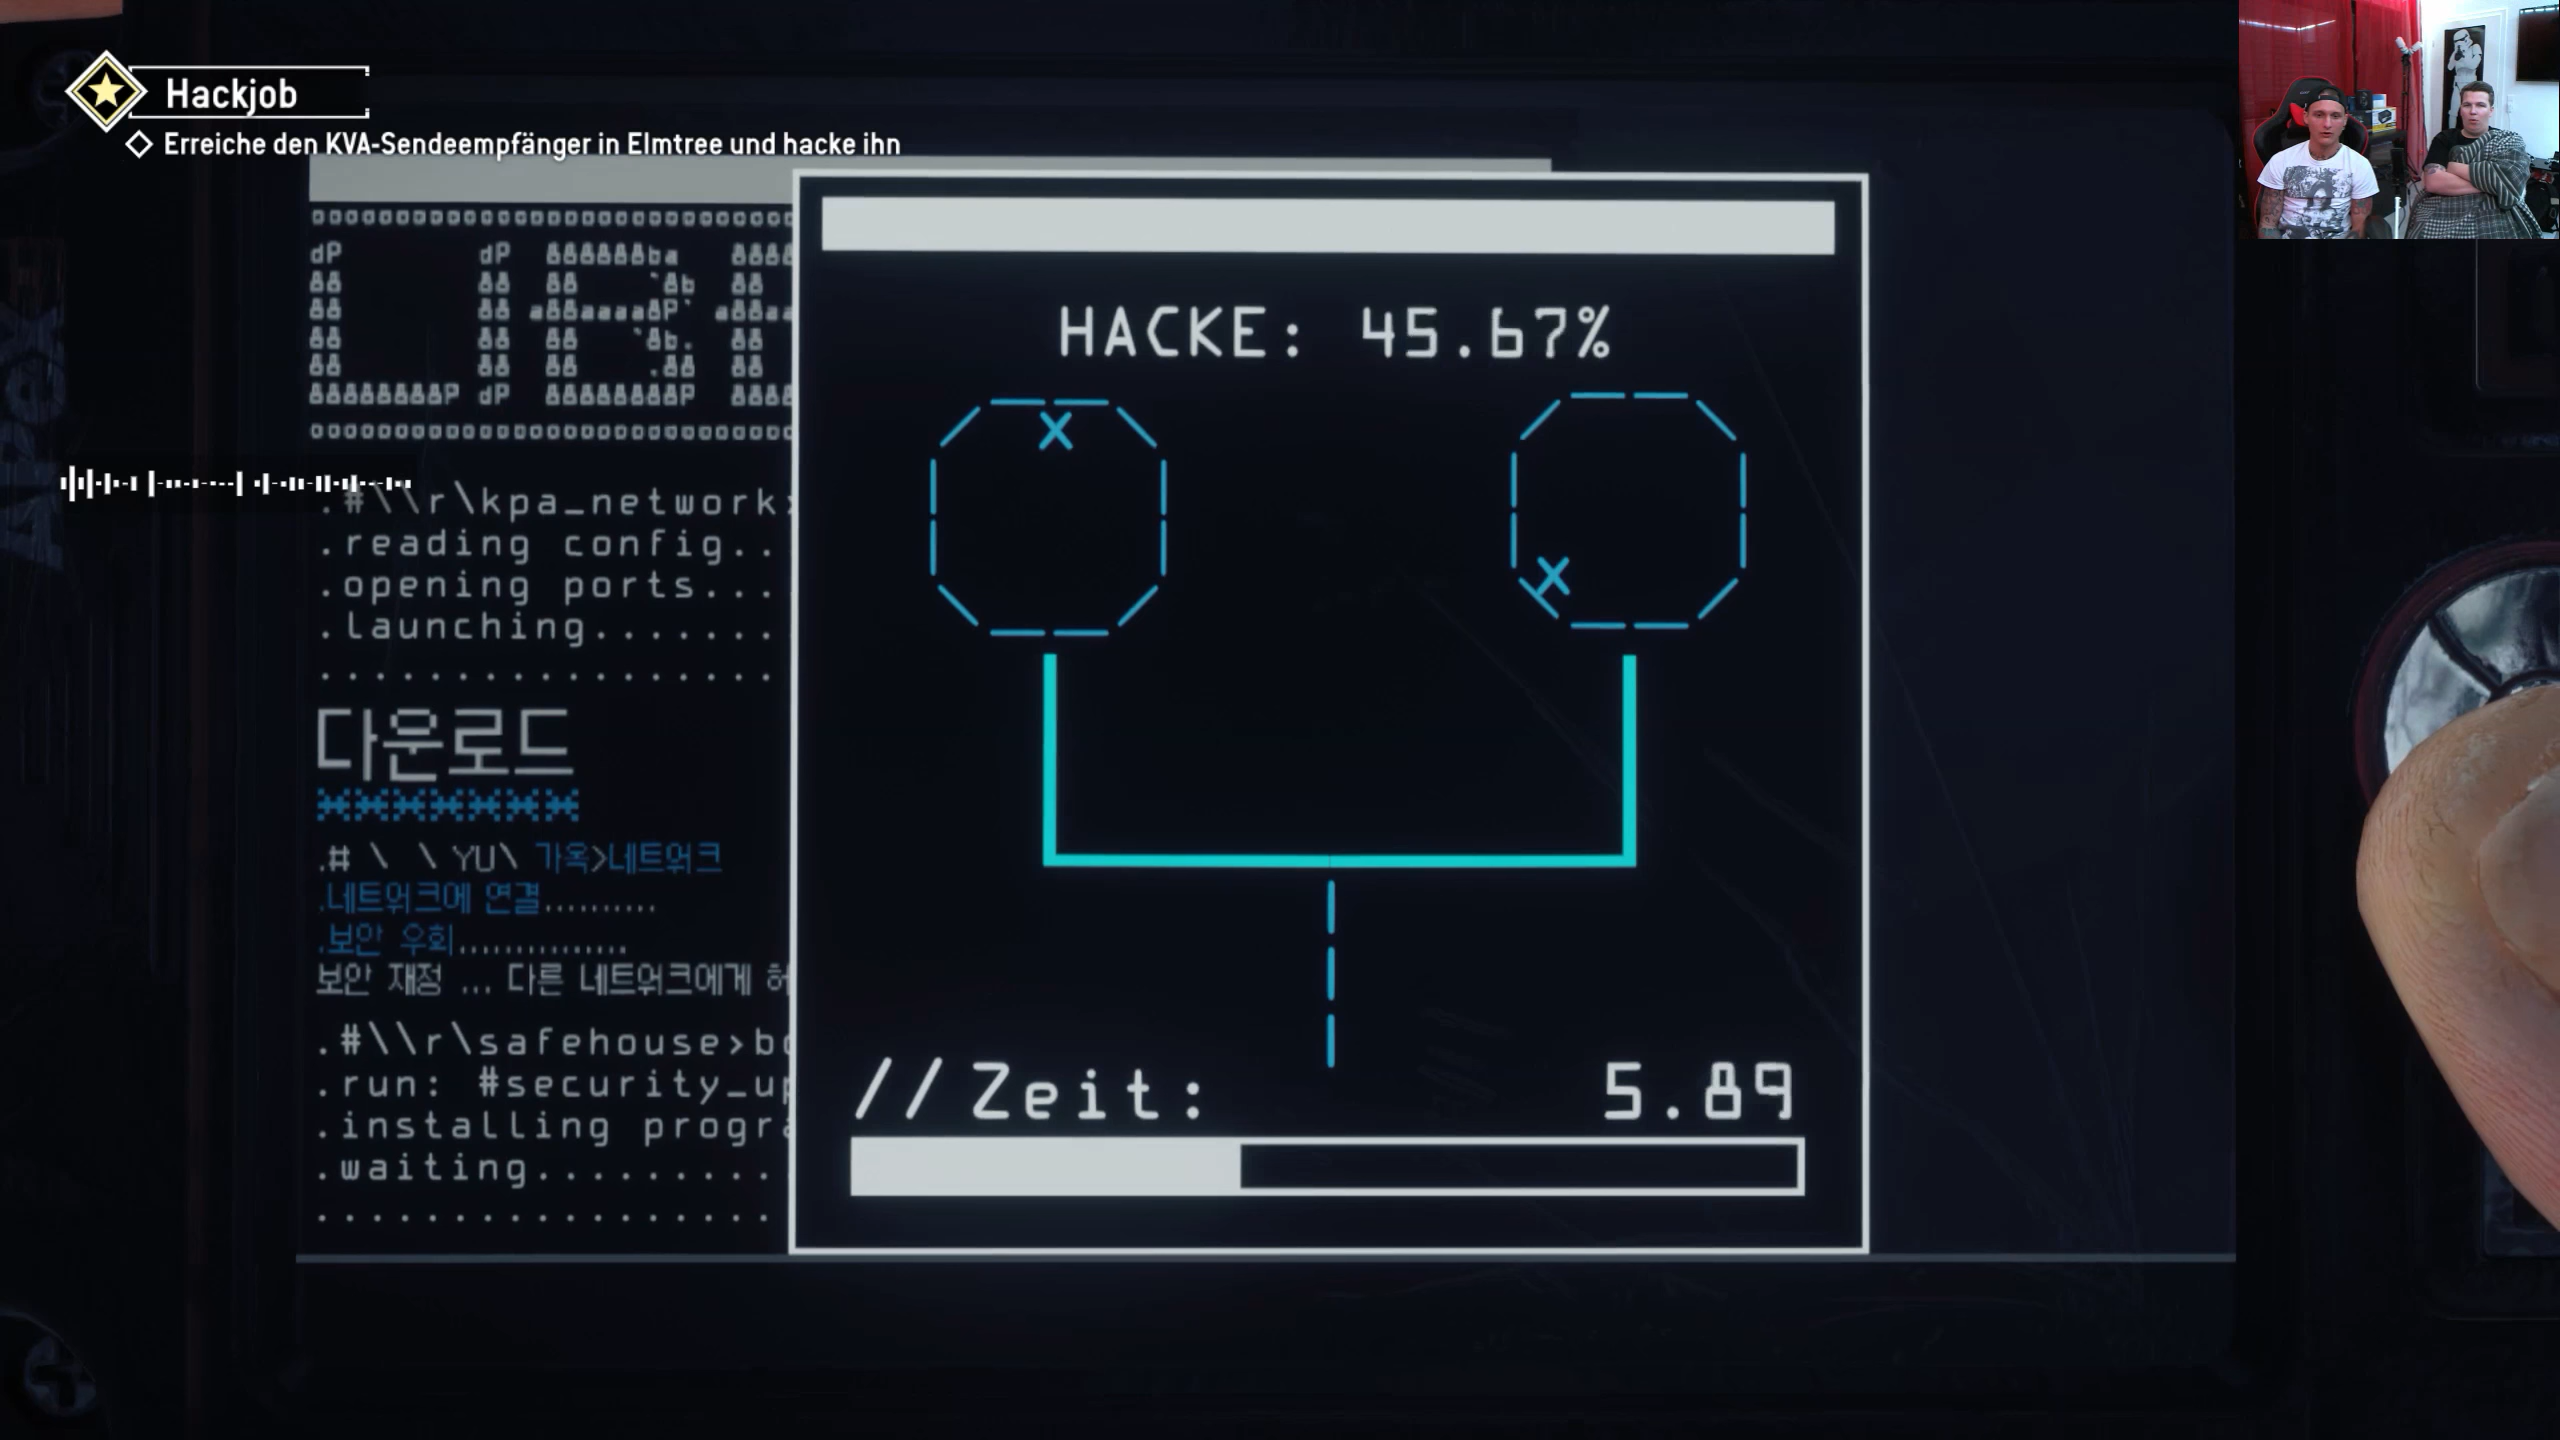 Hackjob
Erreiche den KVA-Sendeempfänger in Elmtree und hacke ihn
HACKE: 45.67%
.#\\r\kpa_network>
.reading config..
.opening ports...
.Launching.......
다운로드
.# \ \ YU\ 가옥>네트워크
.네트워크에 연결..........
.보안 우회...............
보안 재정 ... 다른 네트워크에게 허
.#\\r\safehouse>
.run: #security_up
.installing progra
.waiting.........
//Zeit: 5.89